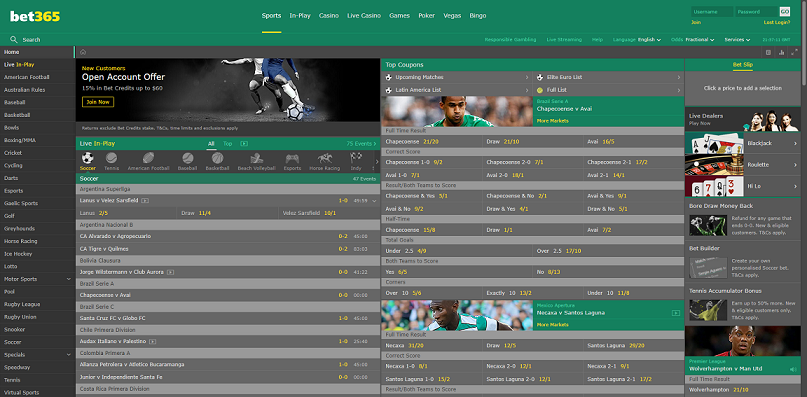 bet365
Sports In-Play Casino Live Casino Games Poker Vegas Bingo
Username Password GO
Join Lost Login?
Search
Responsible Gambling Live Streaming Help Language English Odds Fractional Services
Home
Live In-Play
American Football
Australian Rules
Baseball
Basketball
Bowls
Boxing/MMA
Cricket
Cycling
Darts
Esports
Gaelic Sports
Golf
Greyhounds
Horse Racing
Ice Hockey
Lotto
Motor Sports
Pool
Rugby League
Rugby Union
Snooker
Soccer
Specials
Speedway
Tennis
Virtual Sports
New Customers
Open Account Offer
15% in Bet Credits up to $60
Join Now
Returns exclude Bet Credits stake. T&Cs, time limits and exclusions apply
Live In-Play All Top 75 Events
Soccer Tennis American Football Baseball Basketball Beach Volleyball Esports Horse Racing Indy
Soccer 47 Events
Argentina Superliga
Lanus v Velez Sarsfield 1-0 49:59
Lanus 2/5 Draw 11/4 Velez Sarsfield 10/1
Argentina Nacional B
CA Alvarado v Agropecuario 0-2 45:00
CA Tigre v Quilmes 0-2 02:03
Bolivia Clausura
Jorge Wilstermann v Club Aurora 0-0 41:22
Brazil Serie A
Chapecoense v Avai 0-0 00:00
Brazil Serie C
Santa Cruz FC v Globo FC 1-0 45:00
Chile Primera Division
Audax Italiano v Palestino 1-0 25:40
Colombia Primera A
Alianza Petrolera v Atletico Bucaramanga 1-0 45:00
Junior v Independiente Santa Fe 0-0 00:00
Costa Rica Primera Division
Top Coupons
Upcoming Matches Elite Euro List
Latin America List Full List
Brazil Serie A
Chapecoense v Avai
More Markets
Full Time Result
Chapecoense 21/20 Draw 21/10 Avai 16/5
Correct Score
Chapecoense 1-0 9/2 Chapecoense 2-0 7/1 Chapecoense 2-1 17/2
Avai 1-0 7/1 Avai 2-0 18/1 Avai 2-1 14/1
Result/Both Teams to Score
Chapecoense & Yes 5/1 Chapecoense & No 2/1 Avai & Yes 9/1
Avai & No 9/2 Draw & Yes 4/1 Draw & No 5/1
Half-Time
Chapecoense 15/8 Draw 1/1 Avai 7/2
Total Goals
Under 2.5 4/9 Over 2.5 17/10
Both Teams to Score
Yes 6/5 No 8/13
Corners
Over 10 5/6 Exactly 10 13/2 Under 10 11/8
Mexico Apertura
Necaxa v Santos Laguna
More Markets
Full Time Result
Necaxa 31/20 Draw 12/5 Santos Laguna 29/20
Correct Score
Necaxa 1-0 8/1 Necaxa 2-0 12/1 Necaxa 2-1 9/1
Santos Laguna 1-0 15/2 Santos Laguna 2-0 12/1 Santos Laguna 2-1 17/2
Result/Both Teams to Score
Bet Slip
Click a price to add a selection
Live Dealers
Play Now
Blackjack
Roulette
Hi Lo
Bore Draw Money Back
Refund for any game that
ends 0-0. New & eligible
customers. T&Cs apply.
Bet Builder
Create your own
personalised Soccer bet.
T&Cs apply.
Tennis Accumulator Bonus
Earn up to 50% more. New
& eligible customers only.
T&Cs apply.
Premier League
Wolverhampton v Man Utd
Full Time Result
Wolverhampton 21/10